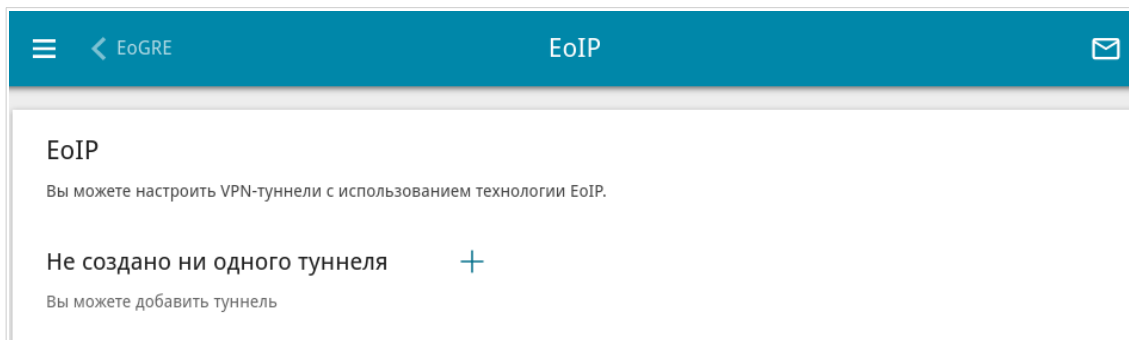 EoGRE
EoIP
EoIP
Вы можете настроить VPN-туннели с использованием технологии EoIP.
Не создано ни одного туннеля
Вы можете добавить туннель